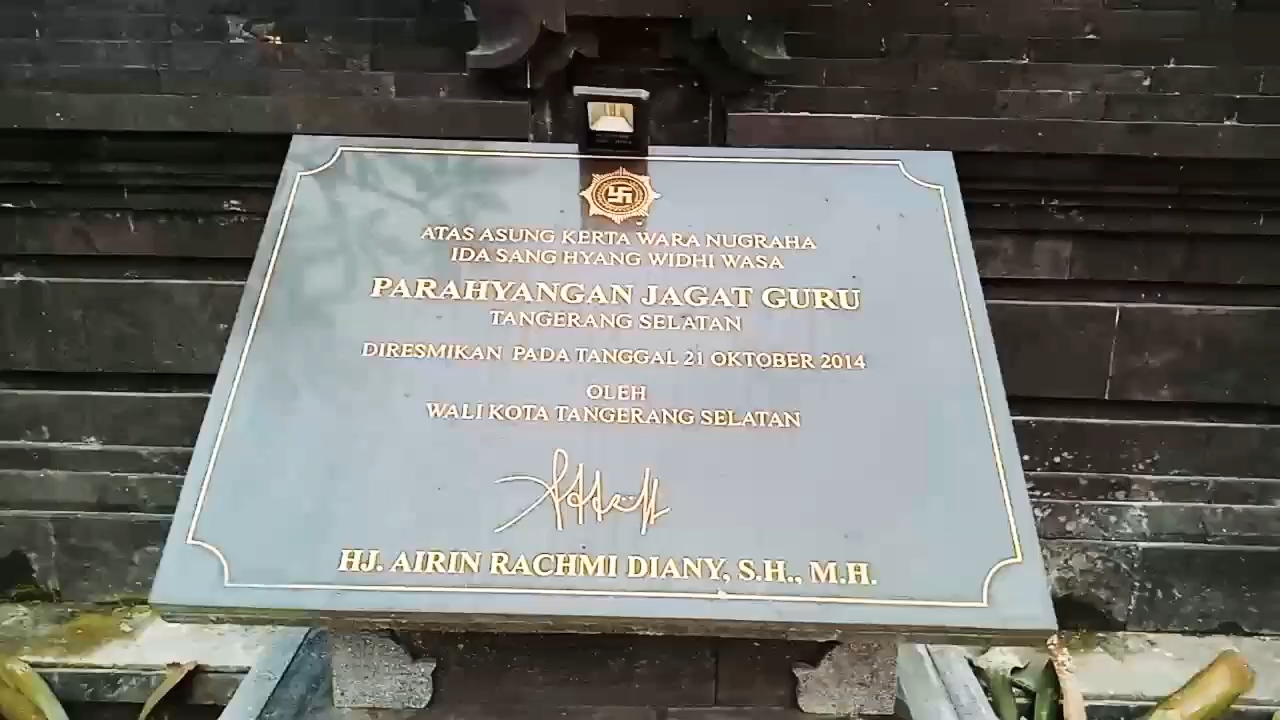 ATAS ASUNG KERTA WARA NUGRAHA
IDA SANG HYANG WIDHI WASA
PARAHYANGAN JAGAT GURU
TANGERANG SELATAN
DIRESMIKAN PADA TANGGAL 21 OKTOBER 2014
OLEH
WALI KOTA TANGERANG SELATAN
HJ. AIRIN RACHMI DIANY, S.H., M.H.